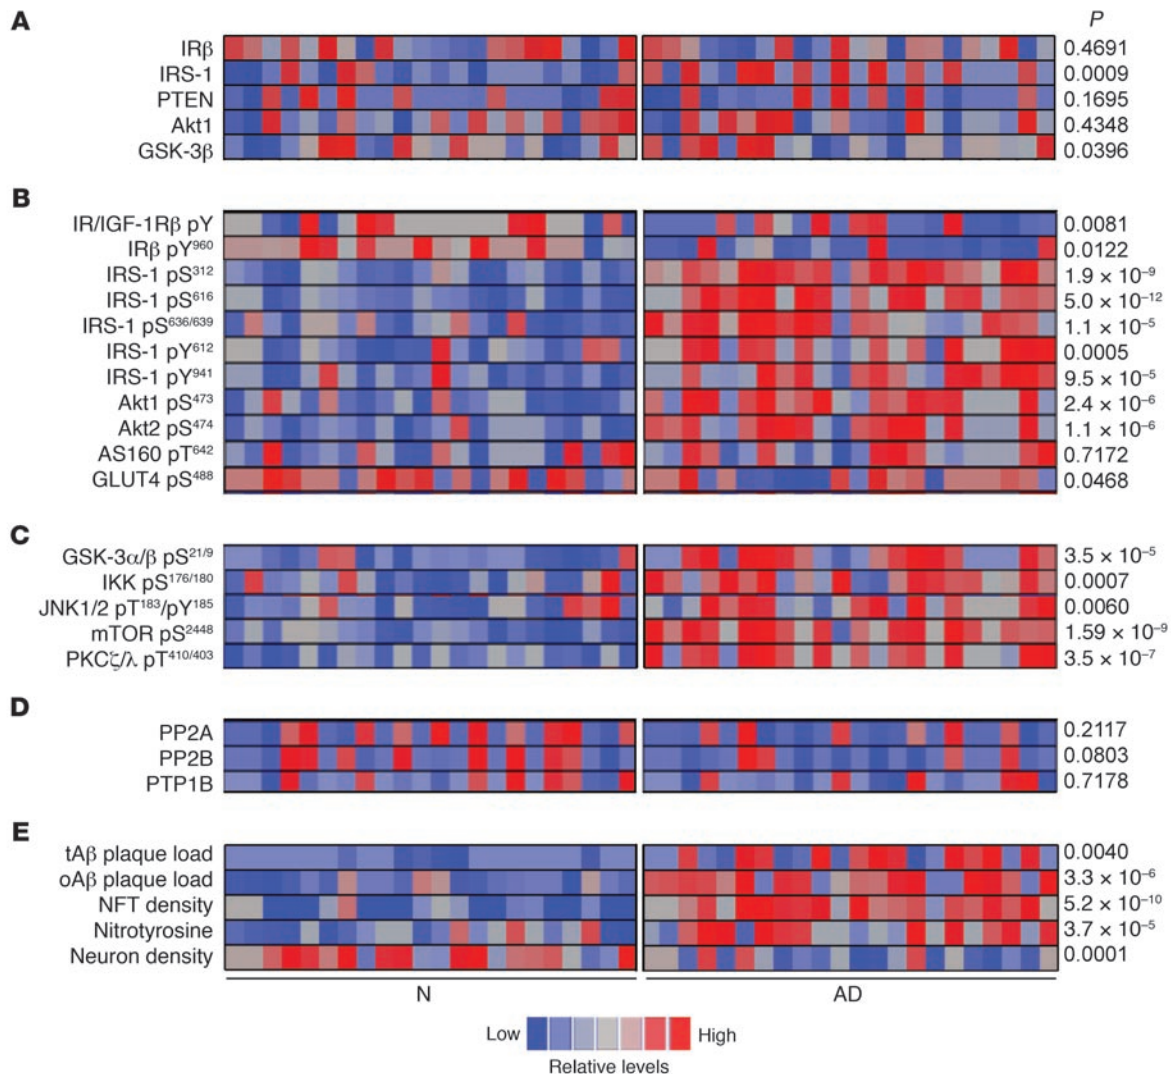 A
P
IRβ 0.4691
IRS-1 0.0009
PTEN 0.1695
Akt1 0.4348
GSK-3β 0.0396
B
IR/IGF-1Rβ pY 0.0081
IRβ pY⁹⁶⁰ 0.0122
IRS-1 pS³¹² 1.9 × 10⁻⁹
IRS-1 pS⁶¹⁶ 5.0 × 10⁻¹²
IRS-1 pS⁶³⁶/⁶³⁹ 1.1 × 10⁻⁵
IRS-1 pY⁶¹² 0.0005
IRS-1 pY⁹⁴¹ 9.5 × 10⁻⁵
Akt1 pS⁴⁷³ 2.4 × 10⁻⁶
Akt2 pS⁴⁷⁴ 1.1 × 10⁻⁶
AS160 pT⁶⁴² 0.7172
GLUT4 pS⁴⁸⁸ 0.0468
C
GSK-3α/β pS²¹/⁹ 3.5 × 10⁻⁵
IKK pS¹⁷⁶/¹⁸⁰ 0.0007
JNK1/2 pT¹⁸³/pY¹⁸⁵ 0.0060
mTOR pS²⁴⁴⁸ 1.59 × 10⁻⁹
PKCζ/λ pT⁴¹⁰/⁴⁰³ 3.5 × 10⁻⁷
D
PP2A 0.2117
PP2B 0.0803
PTP1B 0.7178
E
tAβ plaque load 0.0040
oAβ plaque load 3.3 × 10⁻⁶
NFT density 5.2 × 10⁻¹⁰
Nitrotyrosine 3.7 × 10⁻⁵
Neuron density 0.0001
N AD
Low High
Relative levels